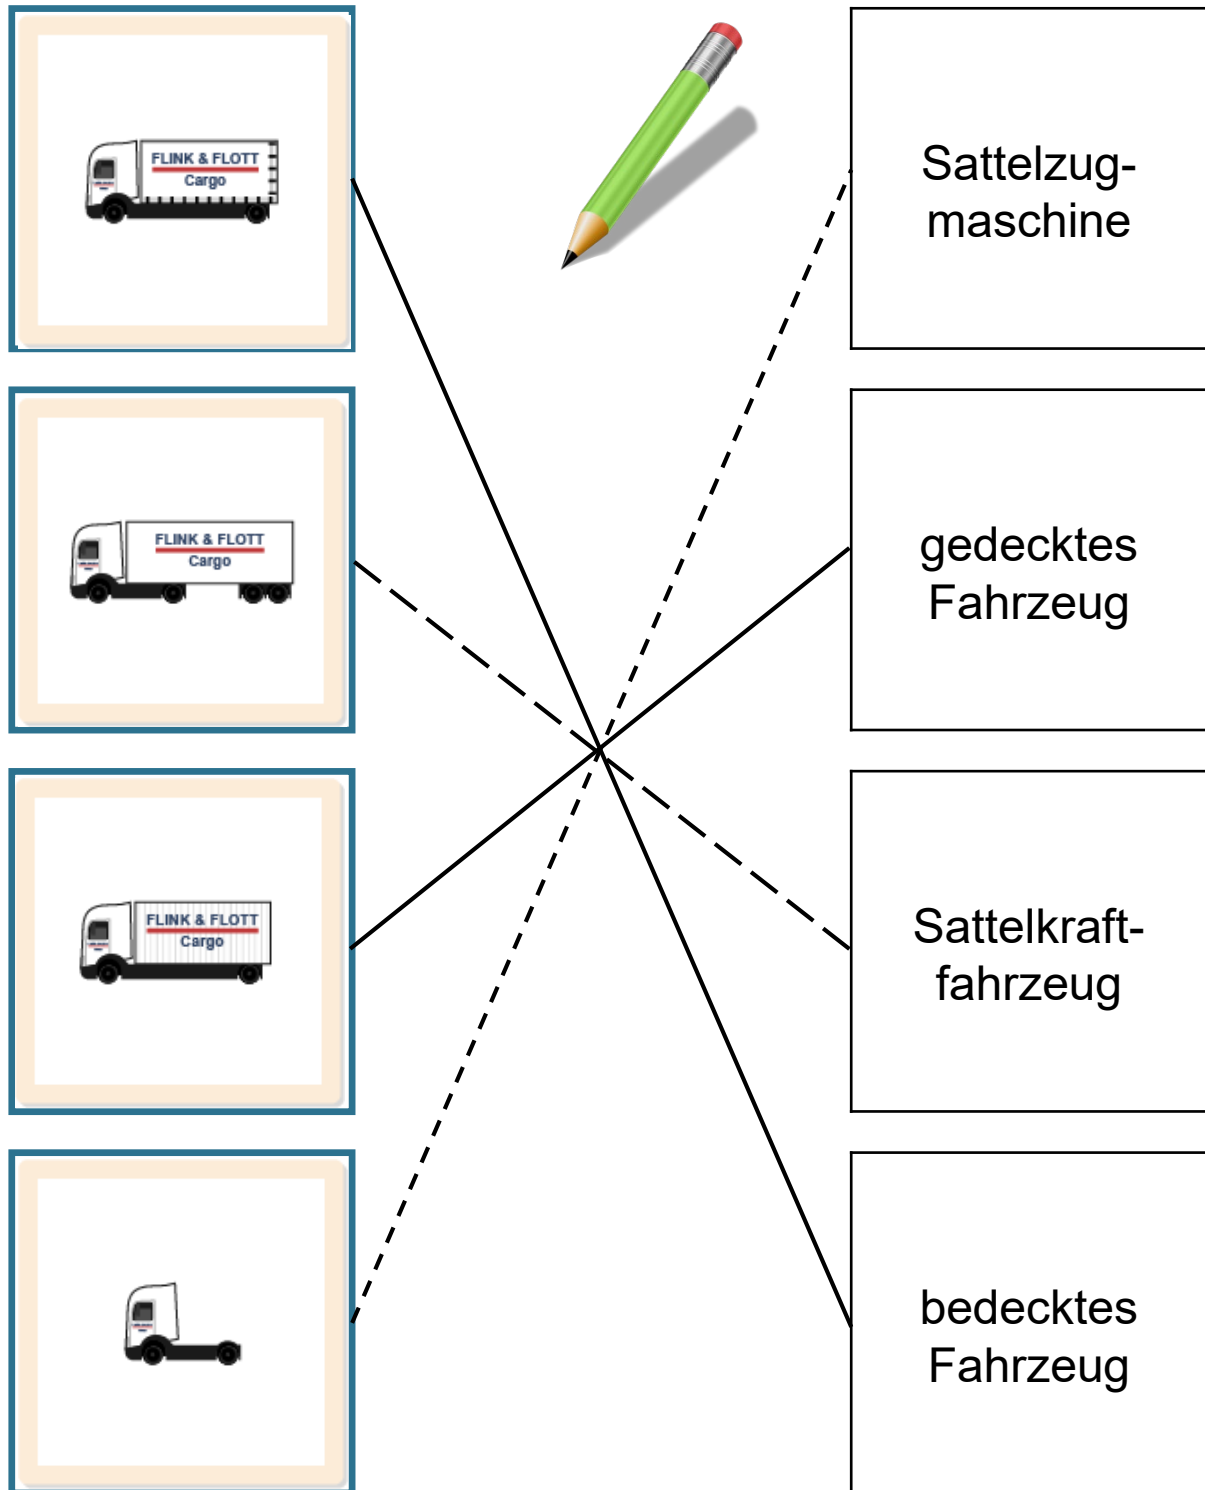 FLINK & FLOTT
Cargo
Sattelzug-
maschine
FLINK & FLOTT
Cargo
gedecktes
Fahrzeug
FLINK & FLOTT
Cargo
Sattelkraft-
fahrzeug
bedecktes
Fahrzeug